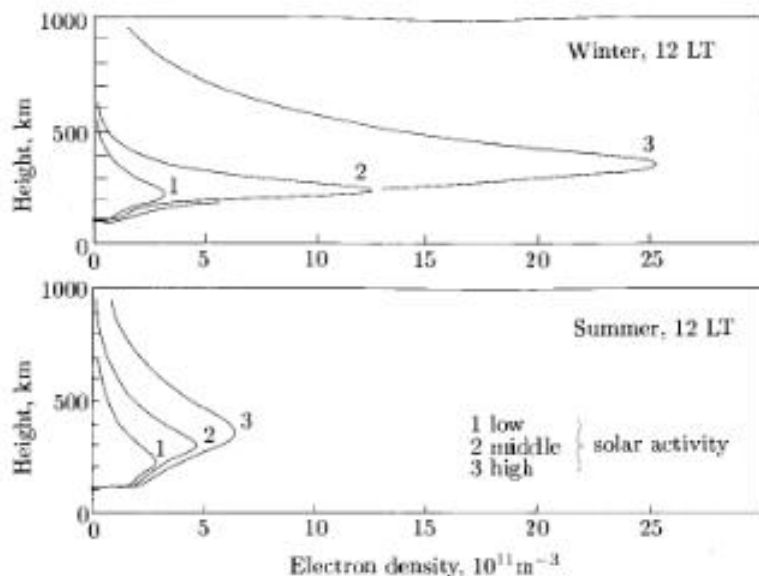 Winter, 12 LT
Height, km
1000
500
0
1
2
3
0 5 10 15 20 25
Summer, 12 LT
Height, km
1000
500
0
1
2
3
1 low
2 middle
3 high
solar activity
0 5 10 15 20 25
Electron density, 10¹¹m⁻³